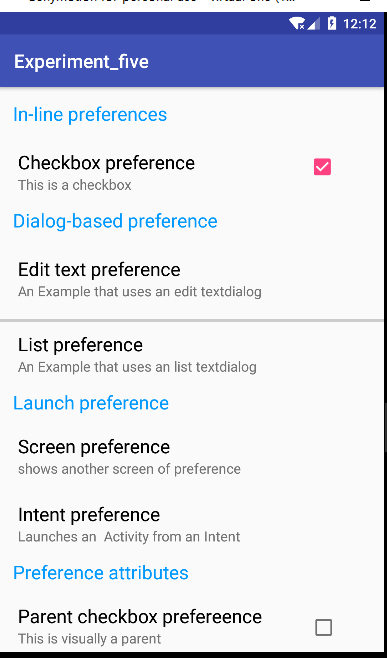 12:12
Experiment_five
In-line preferences
Checkbox preference
This is a checkbox
Dialog-based preference
Edit text preference
An Example that uses an edit textdialog
List preference
An Example that uses an list textdialog
Launch preference
Screen preference
shows another screen of preference
Intent preference
Launches an  Activity from an Intent
Preference attributes
Parent checkbox prefereence
This is visually a parent